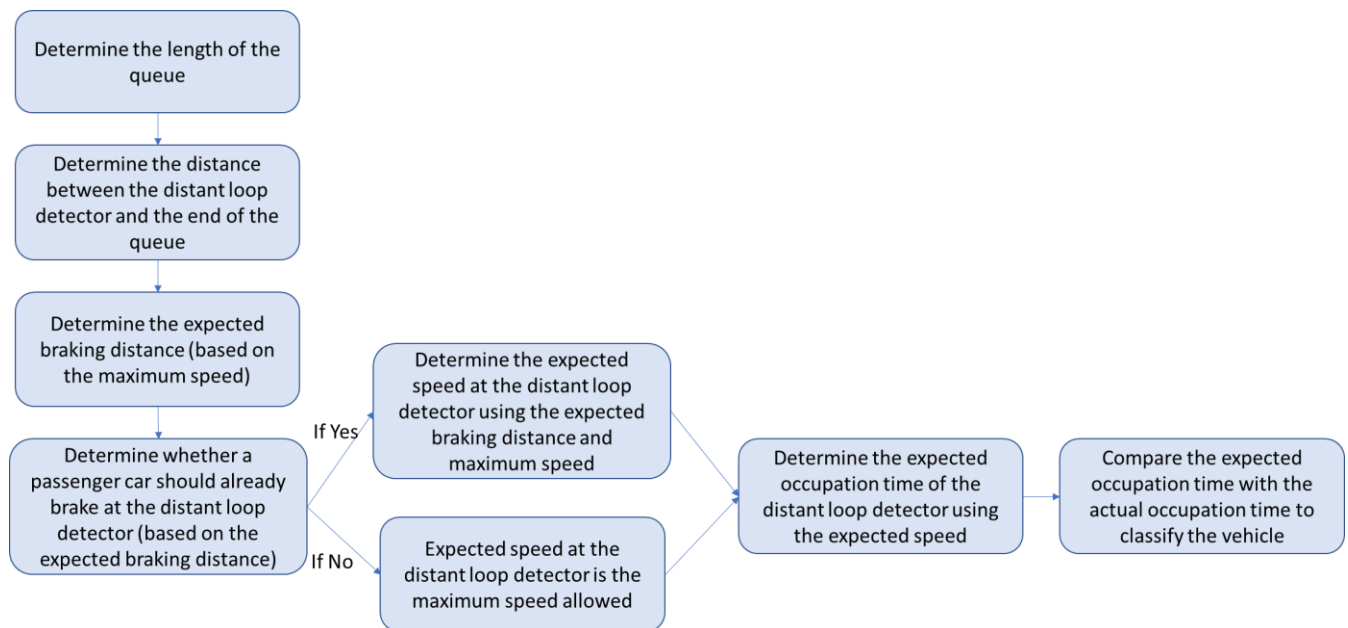 Determine the length of the
queue
Determine the distance
between the distant loop
detector and the end of the
queue
Determine the expected
braking distance (based on
the maximum speed)
Determine whether a
passenger car should already
brake at the distant loop
detector (based on the
expected braking distance)
If Yes
If No
Determine the expected
speed at the distant loop
detector using the expected
braking distance and
maximum speed
Expected speed at the
distant loop detector is the
maximum speed allowed
Determine the expected
occupation time of the
distant loop detector using
the expected speed
Compare the expected
occupation time with the
actual occupation time to
classify the vehicle